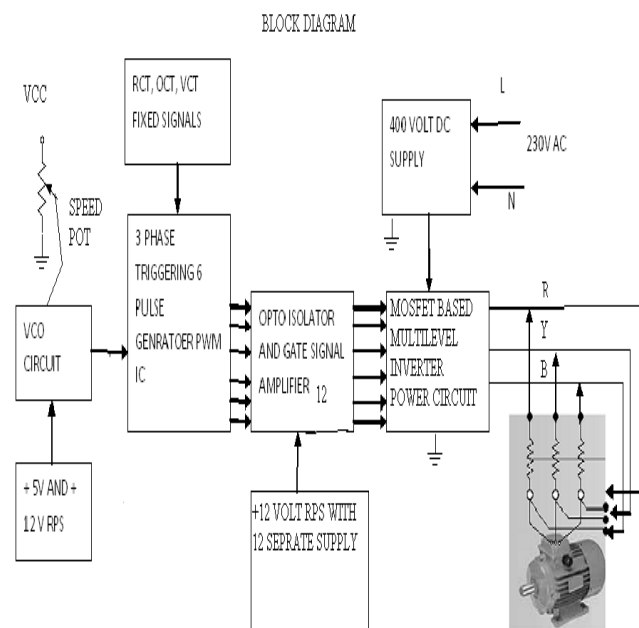 BLOCK DIAGRAM
VCC
SPEED
POT
RCT, OCT, VCT
FIXED SIGNALS
400 VOLT DC
SUPPLY
L
230V AC
N
3 PHASE
TRIGGERING 6
PULSE
GENRATOER PWM
IC
VCO
CIRCUIT
OPTO ISOLATOR
AND GATE SIGNAL
AMPLIFIER 12
MOSFET BASED
MULTILEVEL
INVERTER
POWER CIRCUIT
R
Y
B
+ 5V AND +
12 V RPS
+12 VOLT RPS WITH
12 SEPRATE SUPPLY